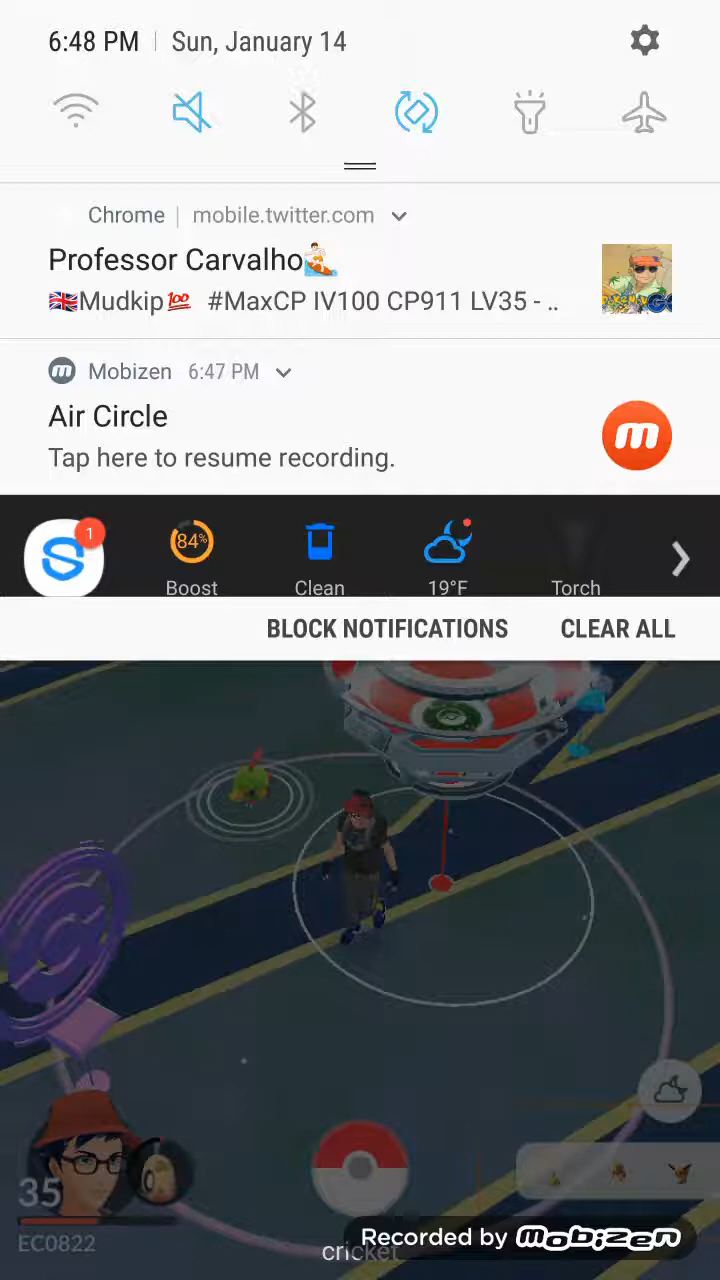 6:48 PM | Sun, January 14
Chrome | mobile.twitter.com
Professor Carvalho🏄
🇬🇧Mudkip💯 #MaxCP IV100 CP911 LV35 - ..
m Mobizen 6:47 PM
Air Circle
m
Tap here to resume recording.
1
84%
Boost Clean 19°F Torch
BLOCK NOTIFICATIONS CLEAR ALL
35
EC0822
cricket
Recorded by mobizen